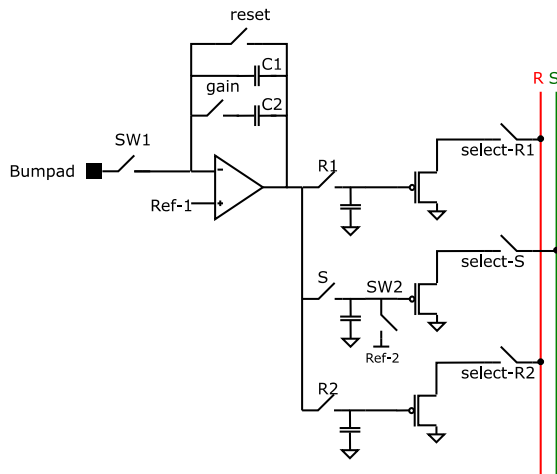 reset
C1
gain
C2
R S
SW1
R1
select-R1
Bumpad
-
Ref-1
+
select-S
S
SW2
Ref-2
select-R2
R2